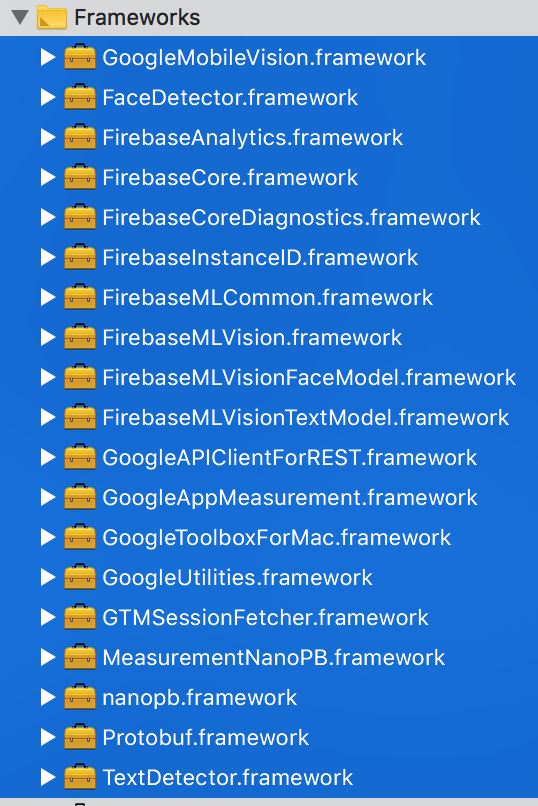 Frameworks
GoogleMobileVision.framework
FaceDetector.framework
FirebaseAnalytics.framework
FirebaseCore.framework
FirebaseCoreDiagnostics.framework
FirebaseInstanceID.framework
FirebaseMLCommon.framework
FirebaseMLVision.framework
FirebaseMLVisionFaceModel.framework
FirebaseMLVisionTextModel.framework
GoogleAPIClientForREST.framework
GoogleAppMeasurement.framework
GoogleToolboxForMac.framework
GoogleUtilities.framework
GTMSessionFetcher.framework
MeasurementNanoPB.framework
nanopb.framework
Protobuf.framework
TextDetector.framework